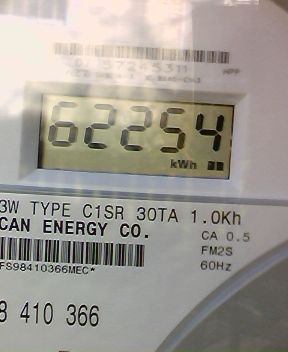 62254
kWh
3W TYPE C1SR 30TA 1.0Kh
CAN ENERGY CO.
CA 0.5
FM2S
60Hz
FS98410366MEC*
8 410 366